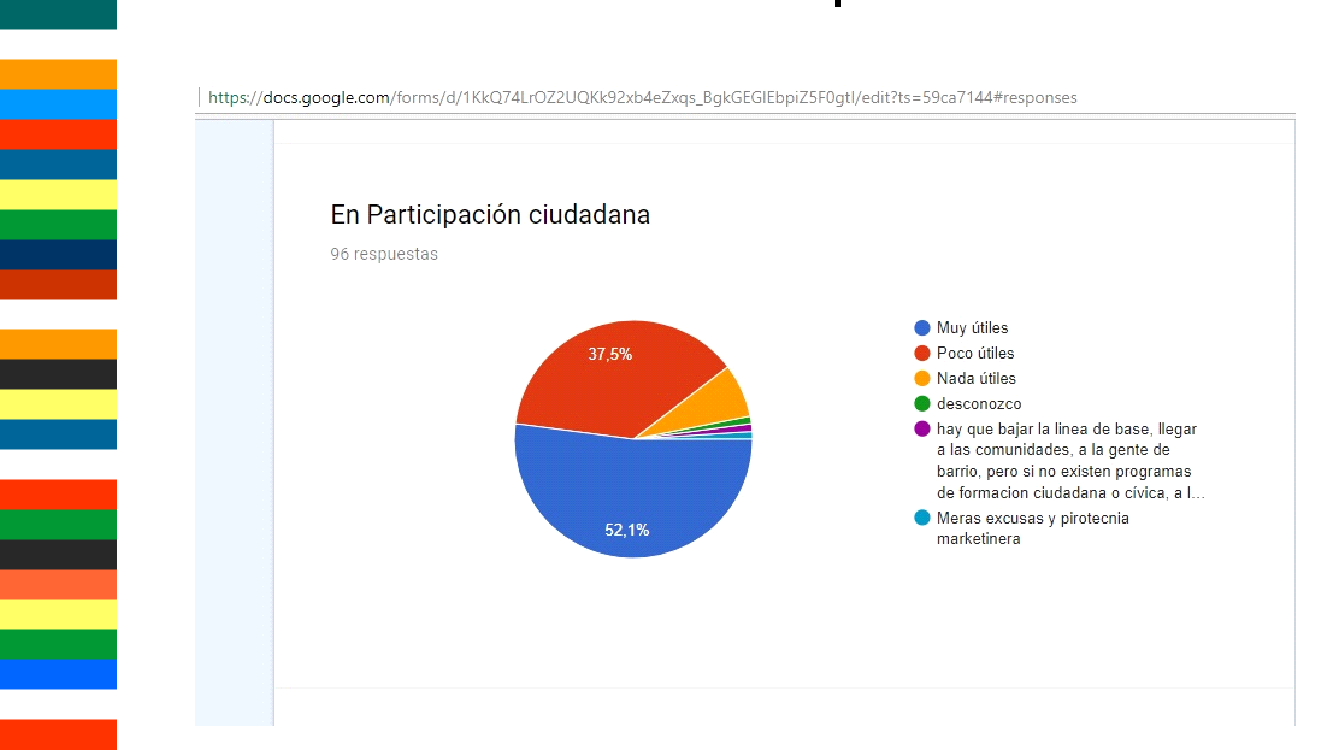 https://docs.google.com/forms/d/1KkQ74LrOZ2UQKk92xb4eZxqs_BgkGEGlEbpiZ5F0gtI/edit?ts=59ca7144#responses
En Participación ciudadana
96 respuestas
37,5%
52,1%
Muy útiles
Poco útiles
Nada útiles
desconozco
hay que bajar la linea de base, llegar
a las comunidades, a la gente de
barrio, pero si no existen programas
de formacion ciudadana o cívica, a l...
Meras excusas y pirotecnia
marketinera